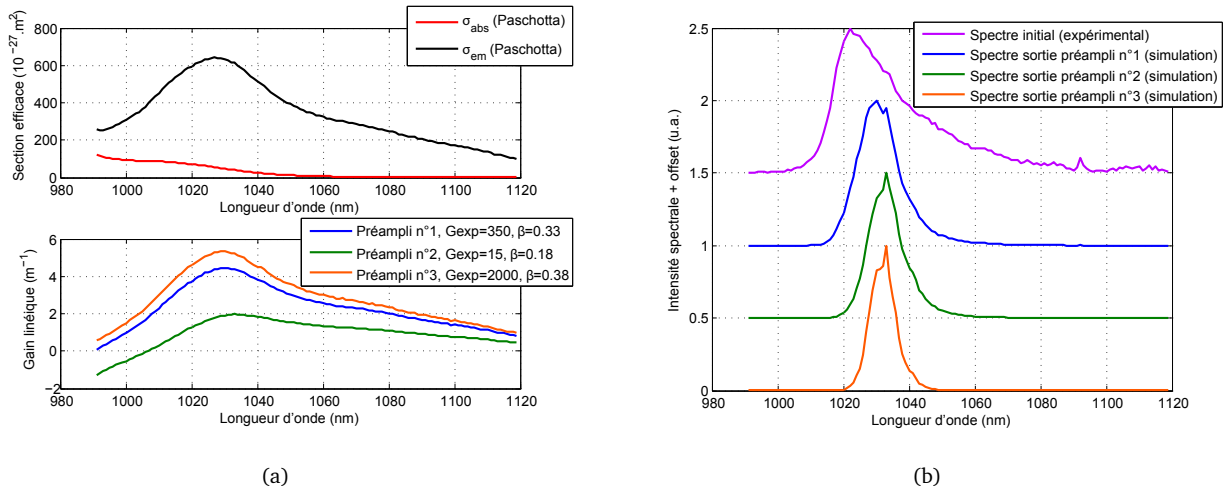 σabs (Paschotta)
σem (Paschotta)
Section efficace (10⁻²⁷.m²)
800
600
400
200
0
980 1000 1020 1040 1060 1080 1100 1120
Longueur d'onde (nm)
Préampli n°1, Gexp=350, β=0.33
Préampli n°2, Gexp=15, β=0.18
Préampli n°3, Gexp=2000, β=0.38
Gain linéique (m⁻¹)
6
4
2
0
−2
980 1000 1020 1040 1060 1080 1100 1120
Longueur d'onde (nm)
(a)
Spectre initial (expérimental)
Spectre sortie préampli n°1 (simulation)
Spectre sortie préampli n°2 (simulation)
Spectre sortie préampli n°3 (simulation)
Intensité spectrale + offset (u.a.)
2.5
2
1.5
1
0.5
0
980 1000 1020 1040 1060 1080 1100 1120
Longueur d'onde (nm)
(b)